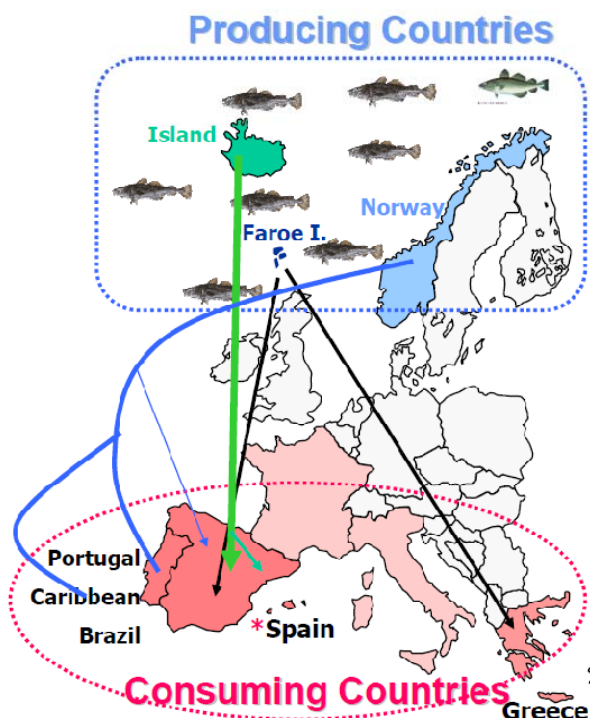 Producing Countries
Island
Norway
Faroe I.
Portugal
Caribbean
Brazil
*Spain
Consuming Countries
Greece